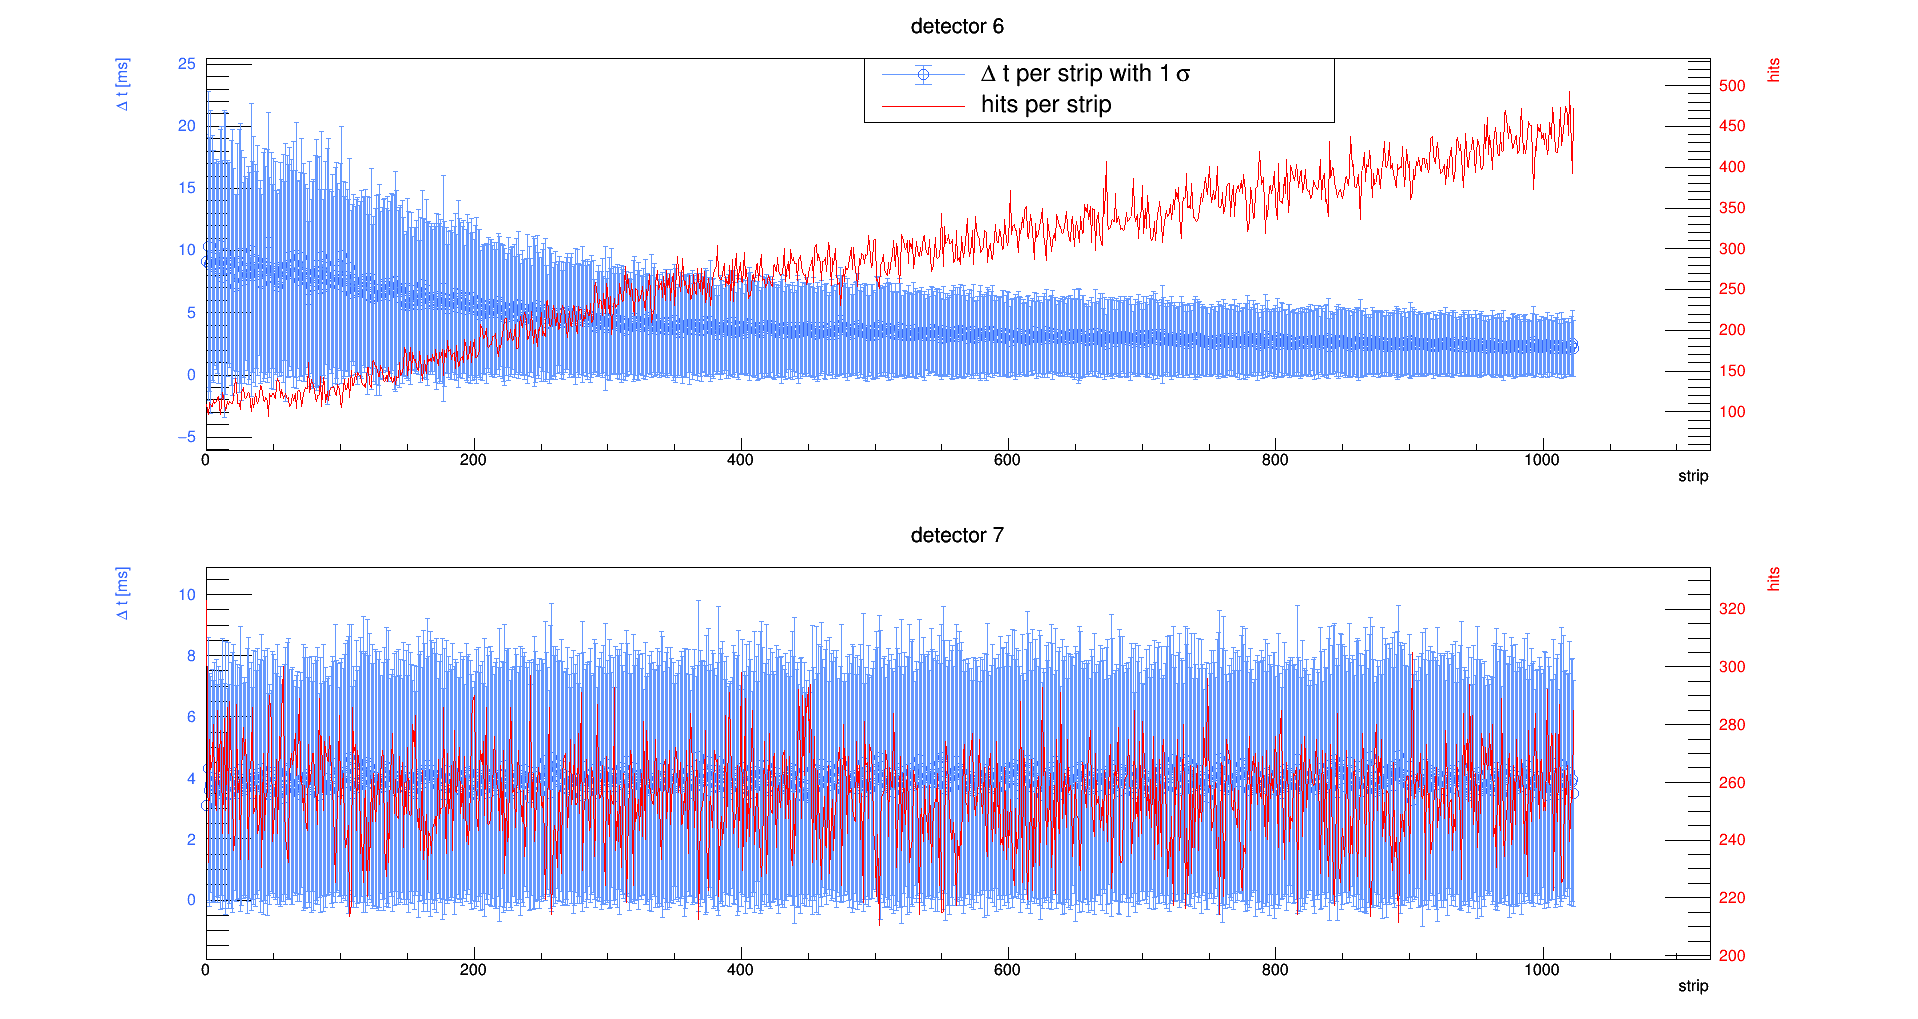 detector 6
Δ t [ms]
hits
Δ t per strip with 1 σ
hits per strip
25
20
15
10
5
0
−5
500
450
400
350
300
250
200
150
100
0 200 400 600 800 1000
strip
detector 7
Δ t [ms]
hits
10
8
6
4
2
0
320
300
280
260
240
220
200
0 200 400 600 800 1000
strip